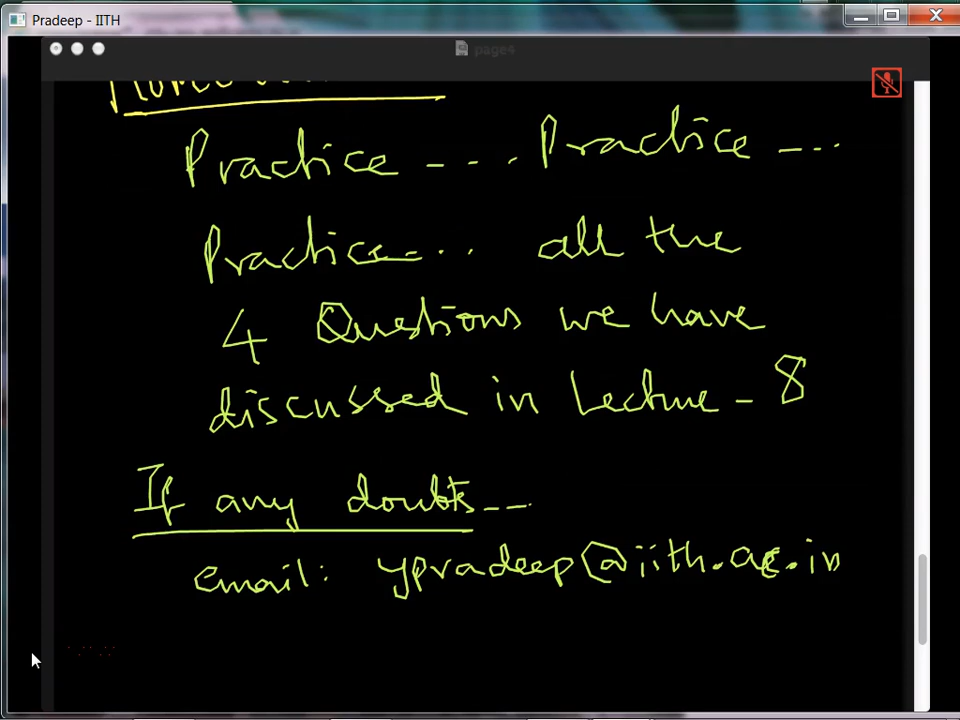 Pradeep - IITH
page4
Practice - ... Practice - ...
Practice - ... all the
4 Questions we have
discussed in Lecture - 8
If any doubts - -
email: ypradeep@iith.ac.in